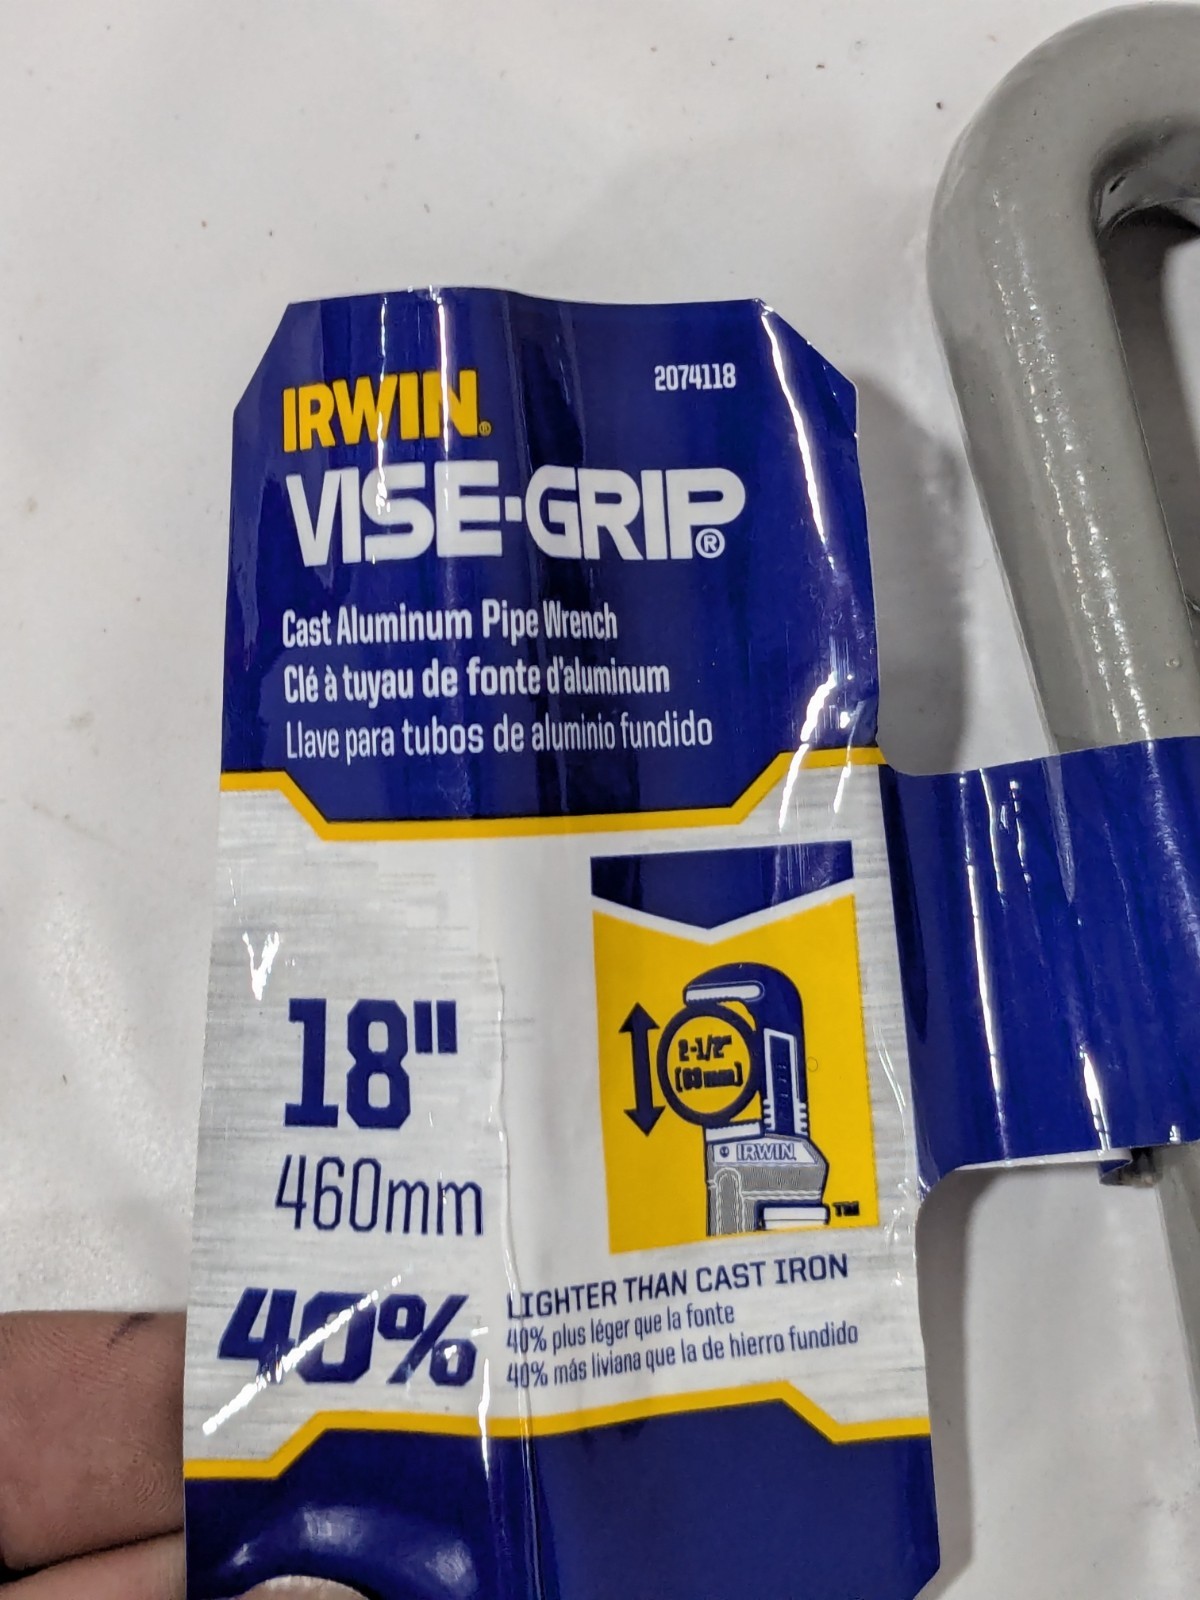 IRWIN®
2074118
VISE-GRIP®
Cast Aluminum Pipe Wrench
Clé à tuyau de fonte d'aluminum
Llave para tubos de aluminio fundido
18"
460mm
2-1/2"
IRWIN
TM
40% LIGHTER THAN CAST IRON
40% plus léger que la fonte
40% más liviana que la de hierro fundido